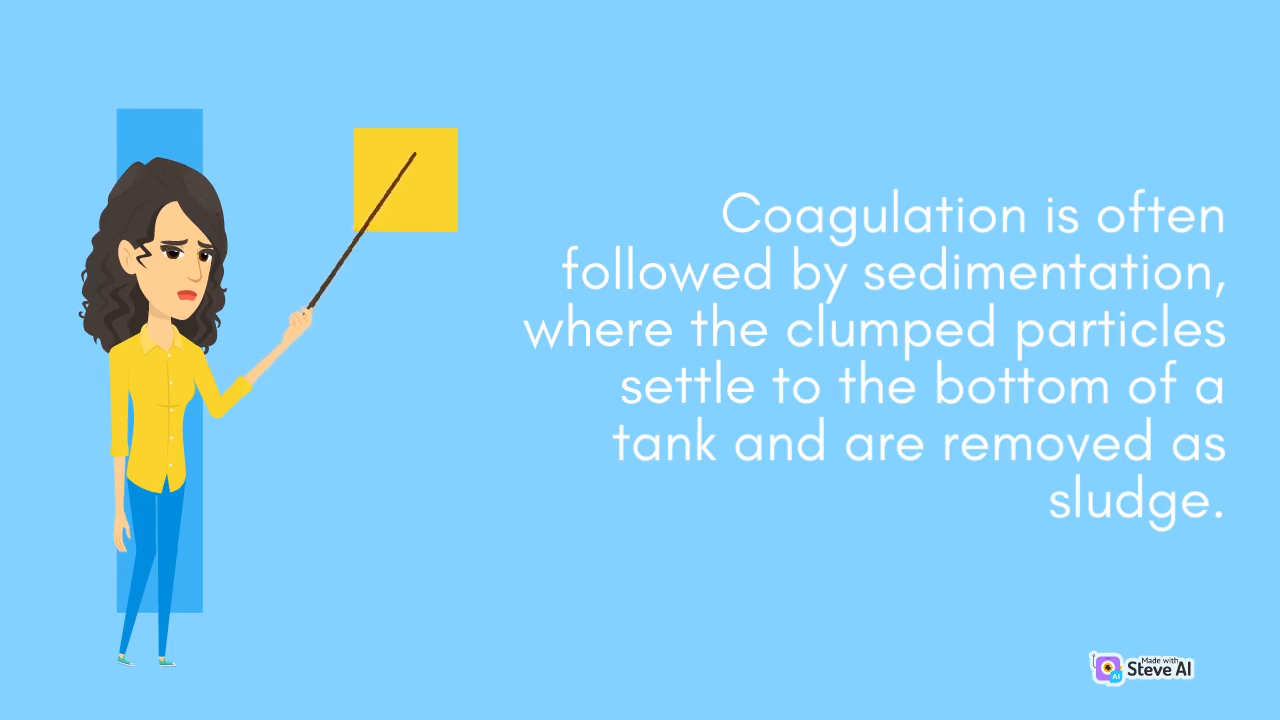 Coagulation is often
followed by sedimentation,
where the clumped particles
settle to the bottom of a
tank and are removed as
sludge.
Made with
Steve AI
AI